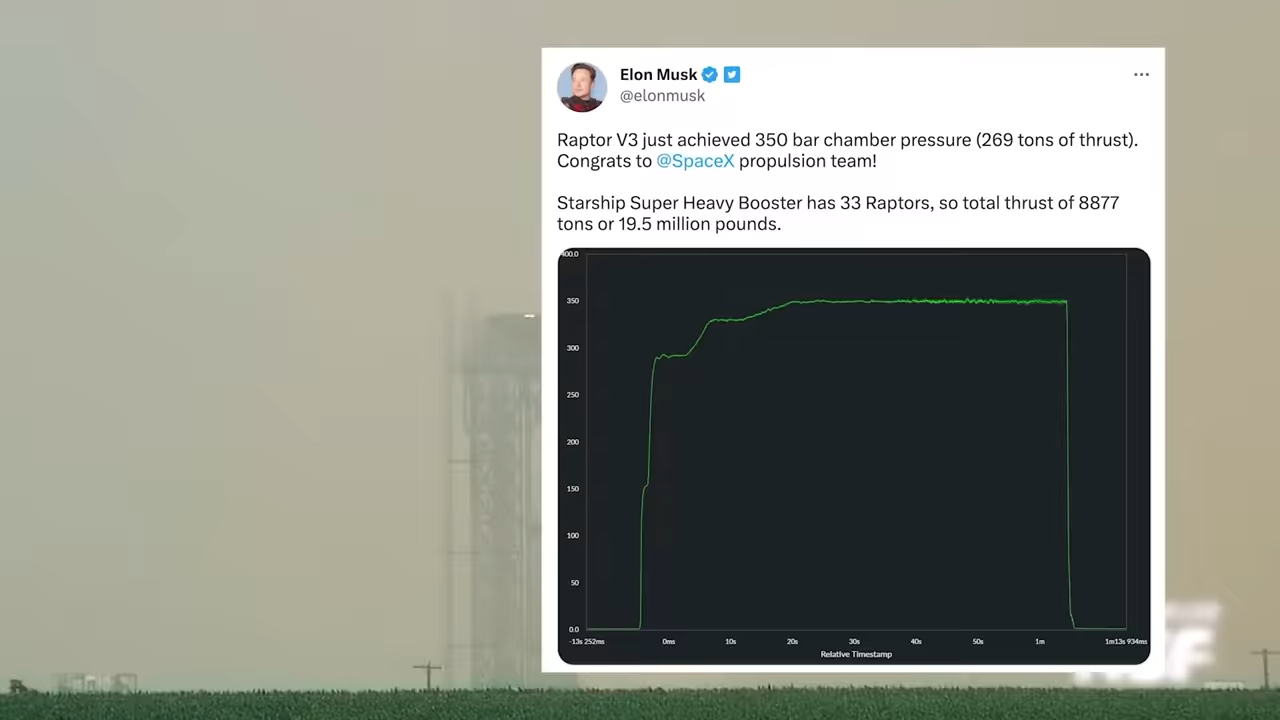 Elon Musk
@elonmusk
Raptor V3 just achieved 350 bar chamber pressure (269 tons of thrust).
Congrats to @SpaceX propulsion team!
Starship Super Heavy Booster has 33 Raptors, so total thrust of 8877
tons or 19.5 million pounds.
400.0
350
300
250
200
150
100
50
0.0
-13s 252ms 0ms 10s 20s 30s 40s 50s 1m 1m13s 934ms
Relative Timestamp